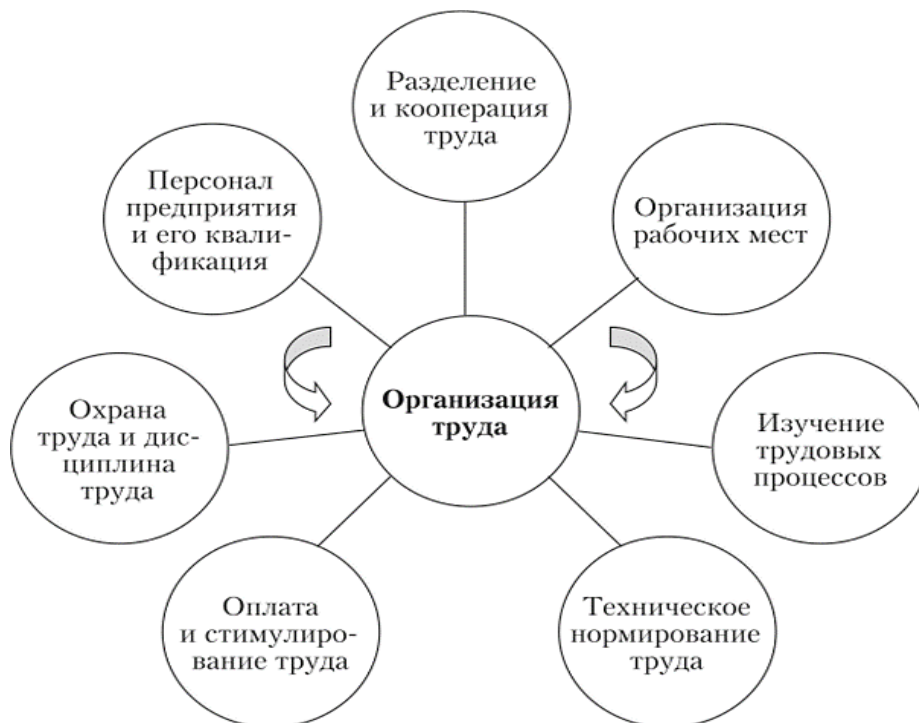 Разделение
и кооперация
труда
Персонал
предприятия
и его квали-
фикация
Организация
рабочих мест
Организация
труда
Охрана
труда и дис-
циплина
труда
Изучение
трудовых
процессов
Оплата
и стимулиро-
вание труда
Техническое
нормирование
труда